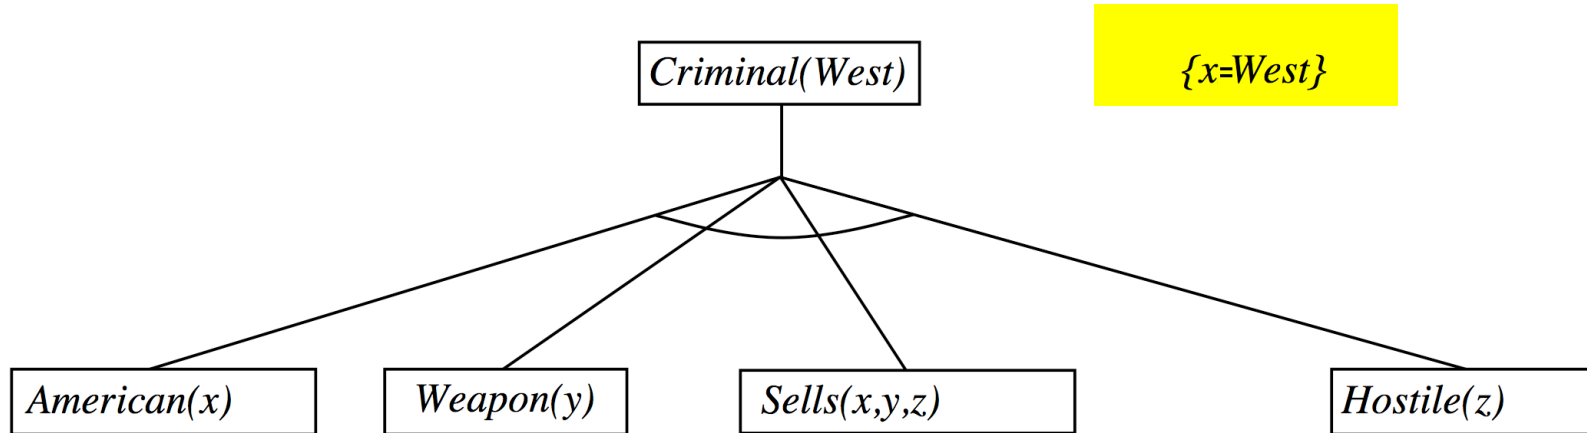 Criminal(West)
{x=West}
American(x)
Weapon(y)
Sells(x,y,z)
Hostile(z)